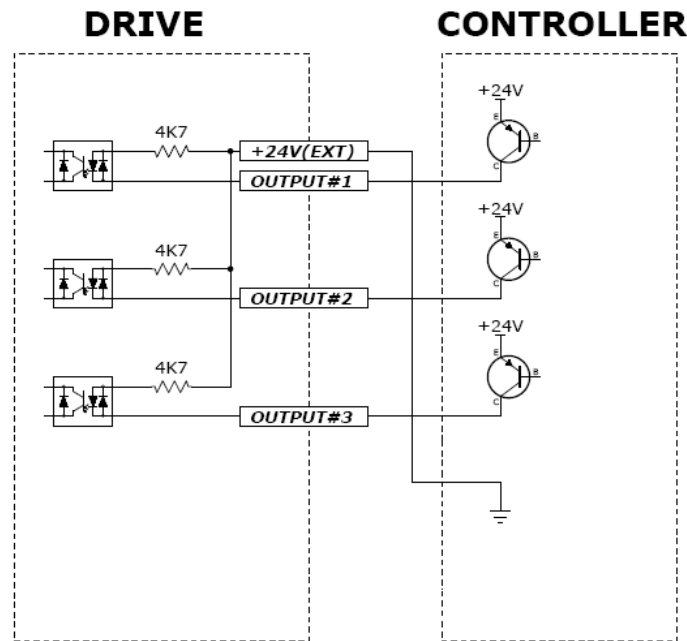 DRIVE
CONTROLLER
+24V
E
B
C
4K7
+24V(EXT)
OUTPUT#1
+24V
E
B
C
4K7
OUTPUT#2
+24V
E
B
C
4K7
OUTPUT#3